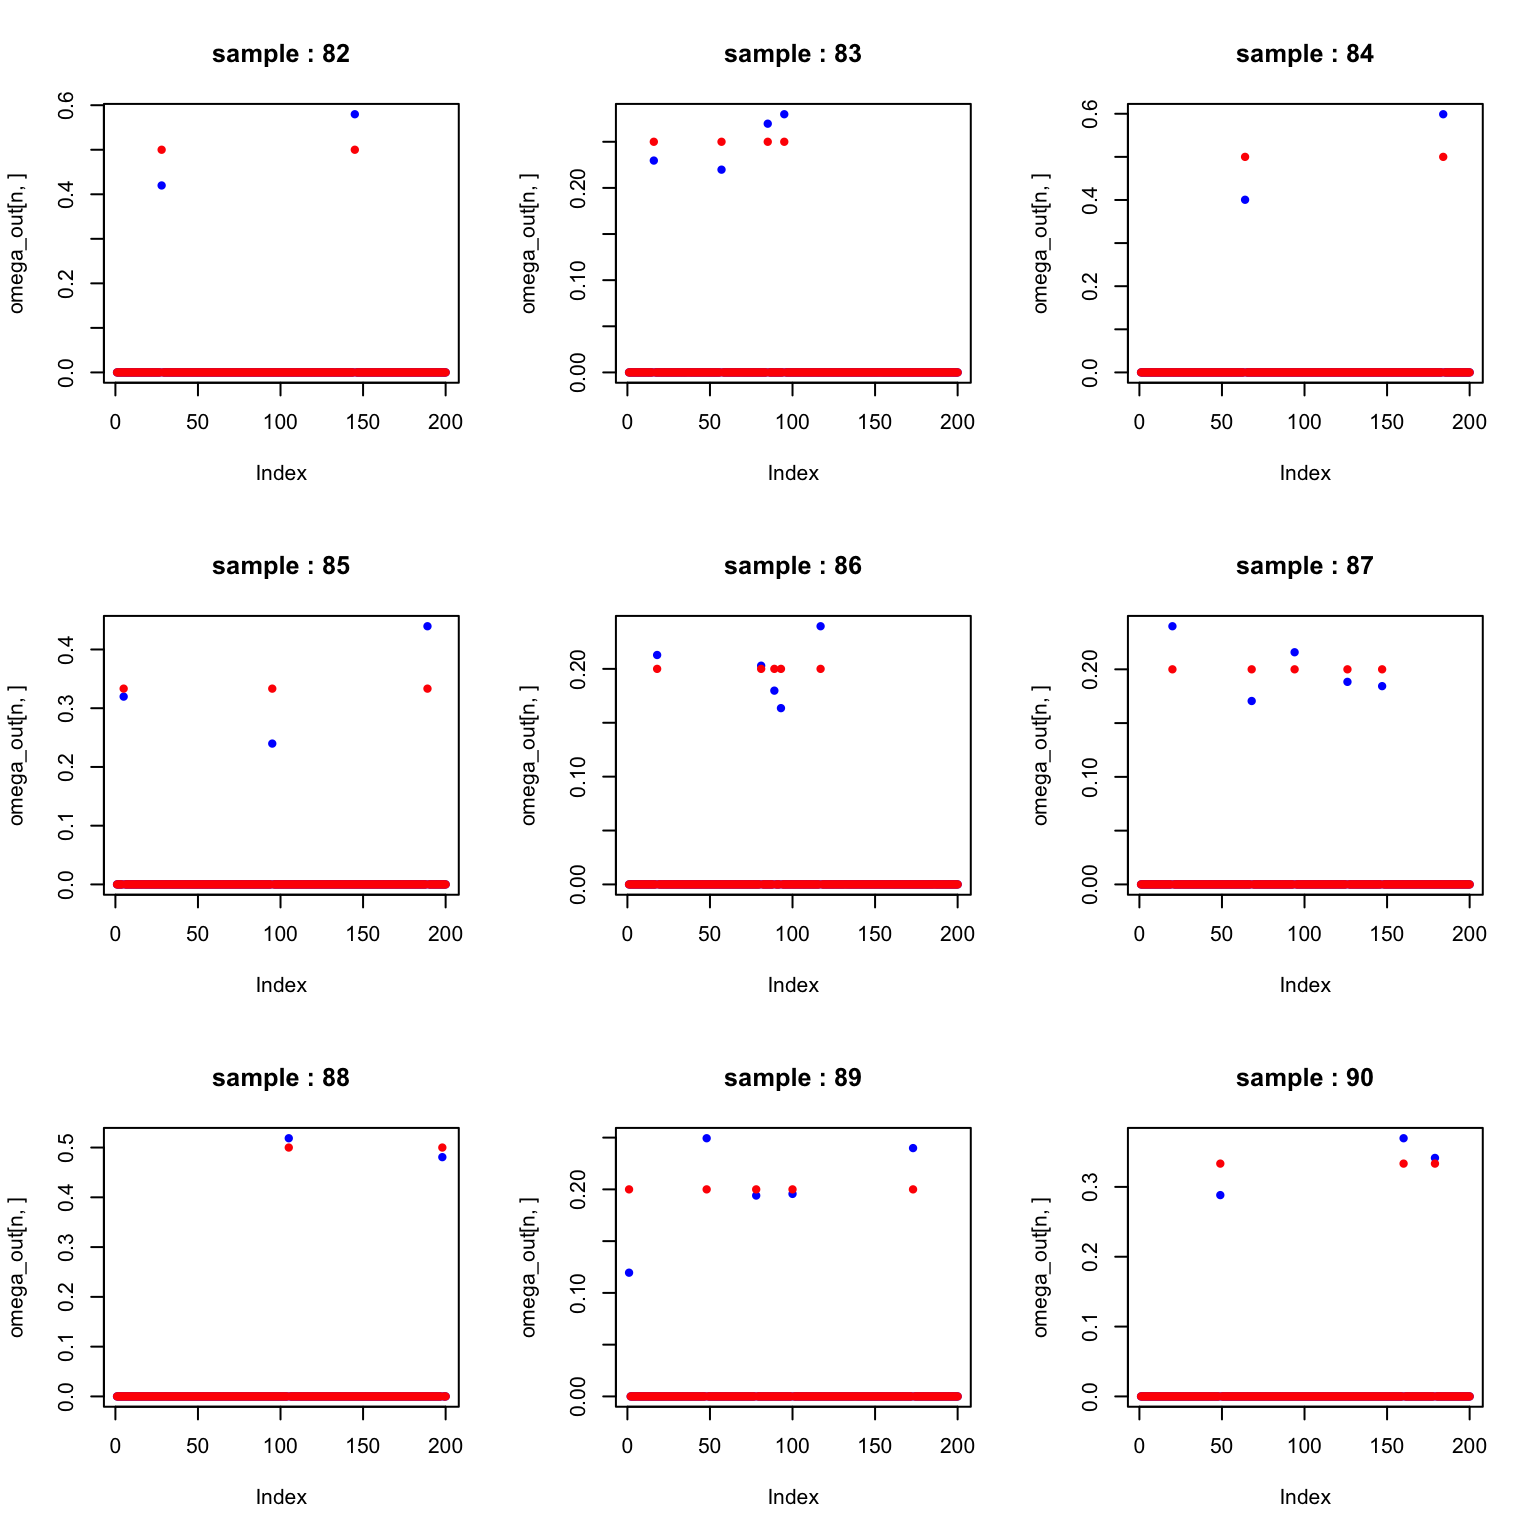 sample : 82
omega_out[n, ]
0.0 0.2 0.4 0.6
0 50 100 150 200
Index
sample : 83
omega_out[n, ]
0.00 0.10 0.20
0 50 100 150 200
Index
sample : 84
omega_out[n, ]
0.0 0.2 0.4 0.6
0 50 100 150 200
Index
sample : 85
omega_out[n, ]
0.0 0.1 0.2 0.3 0.4
0 50 100 150 200
Index
sample : 86
omega_out[n, ]
0.00 0.10 0.20
0 50 100 150 200
Index
sample : 87
omega_out[n, ]
0.00 0.10 0.20
0 50 100 150 200
Index
sample : 88
omega_out[n, ]
0.0 0.1 0.2 0.3 0.4 0.5
0 50 100 150 200
Index
sample : 89
omega_out[n, ]
0.00 0.10 0.20
0 50 100 150 200
Index
sample : 90
omega_out[n, ]
0.0 0.1 0.2 0.3
0 50 100 150 200
Index